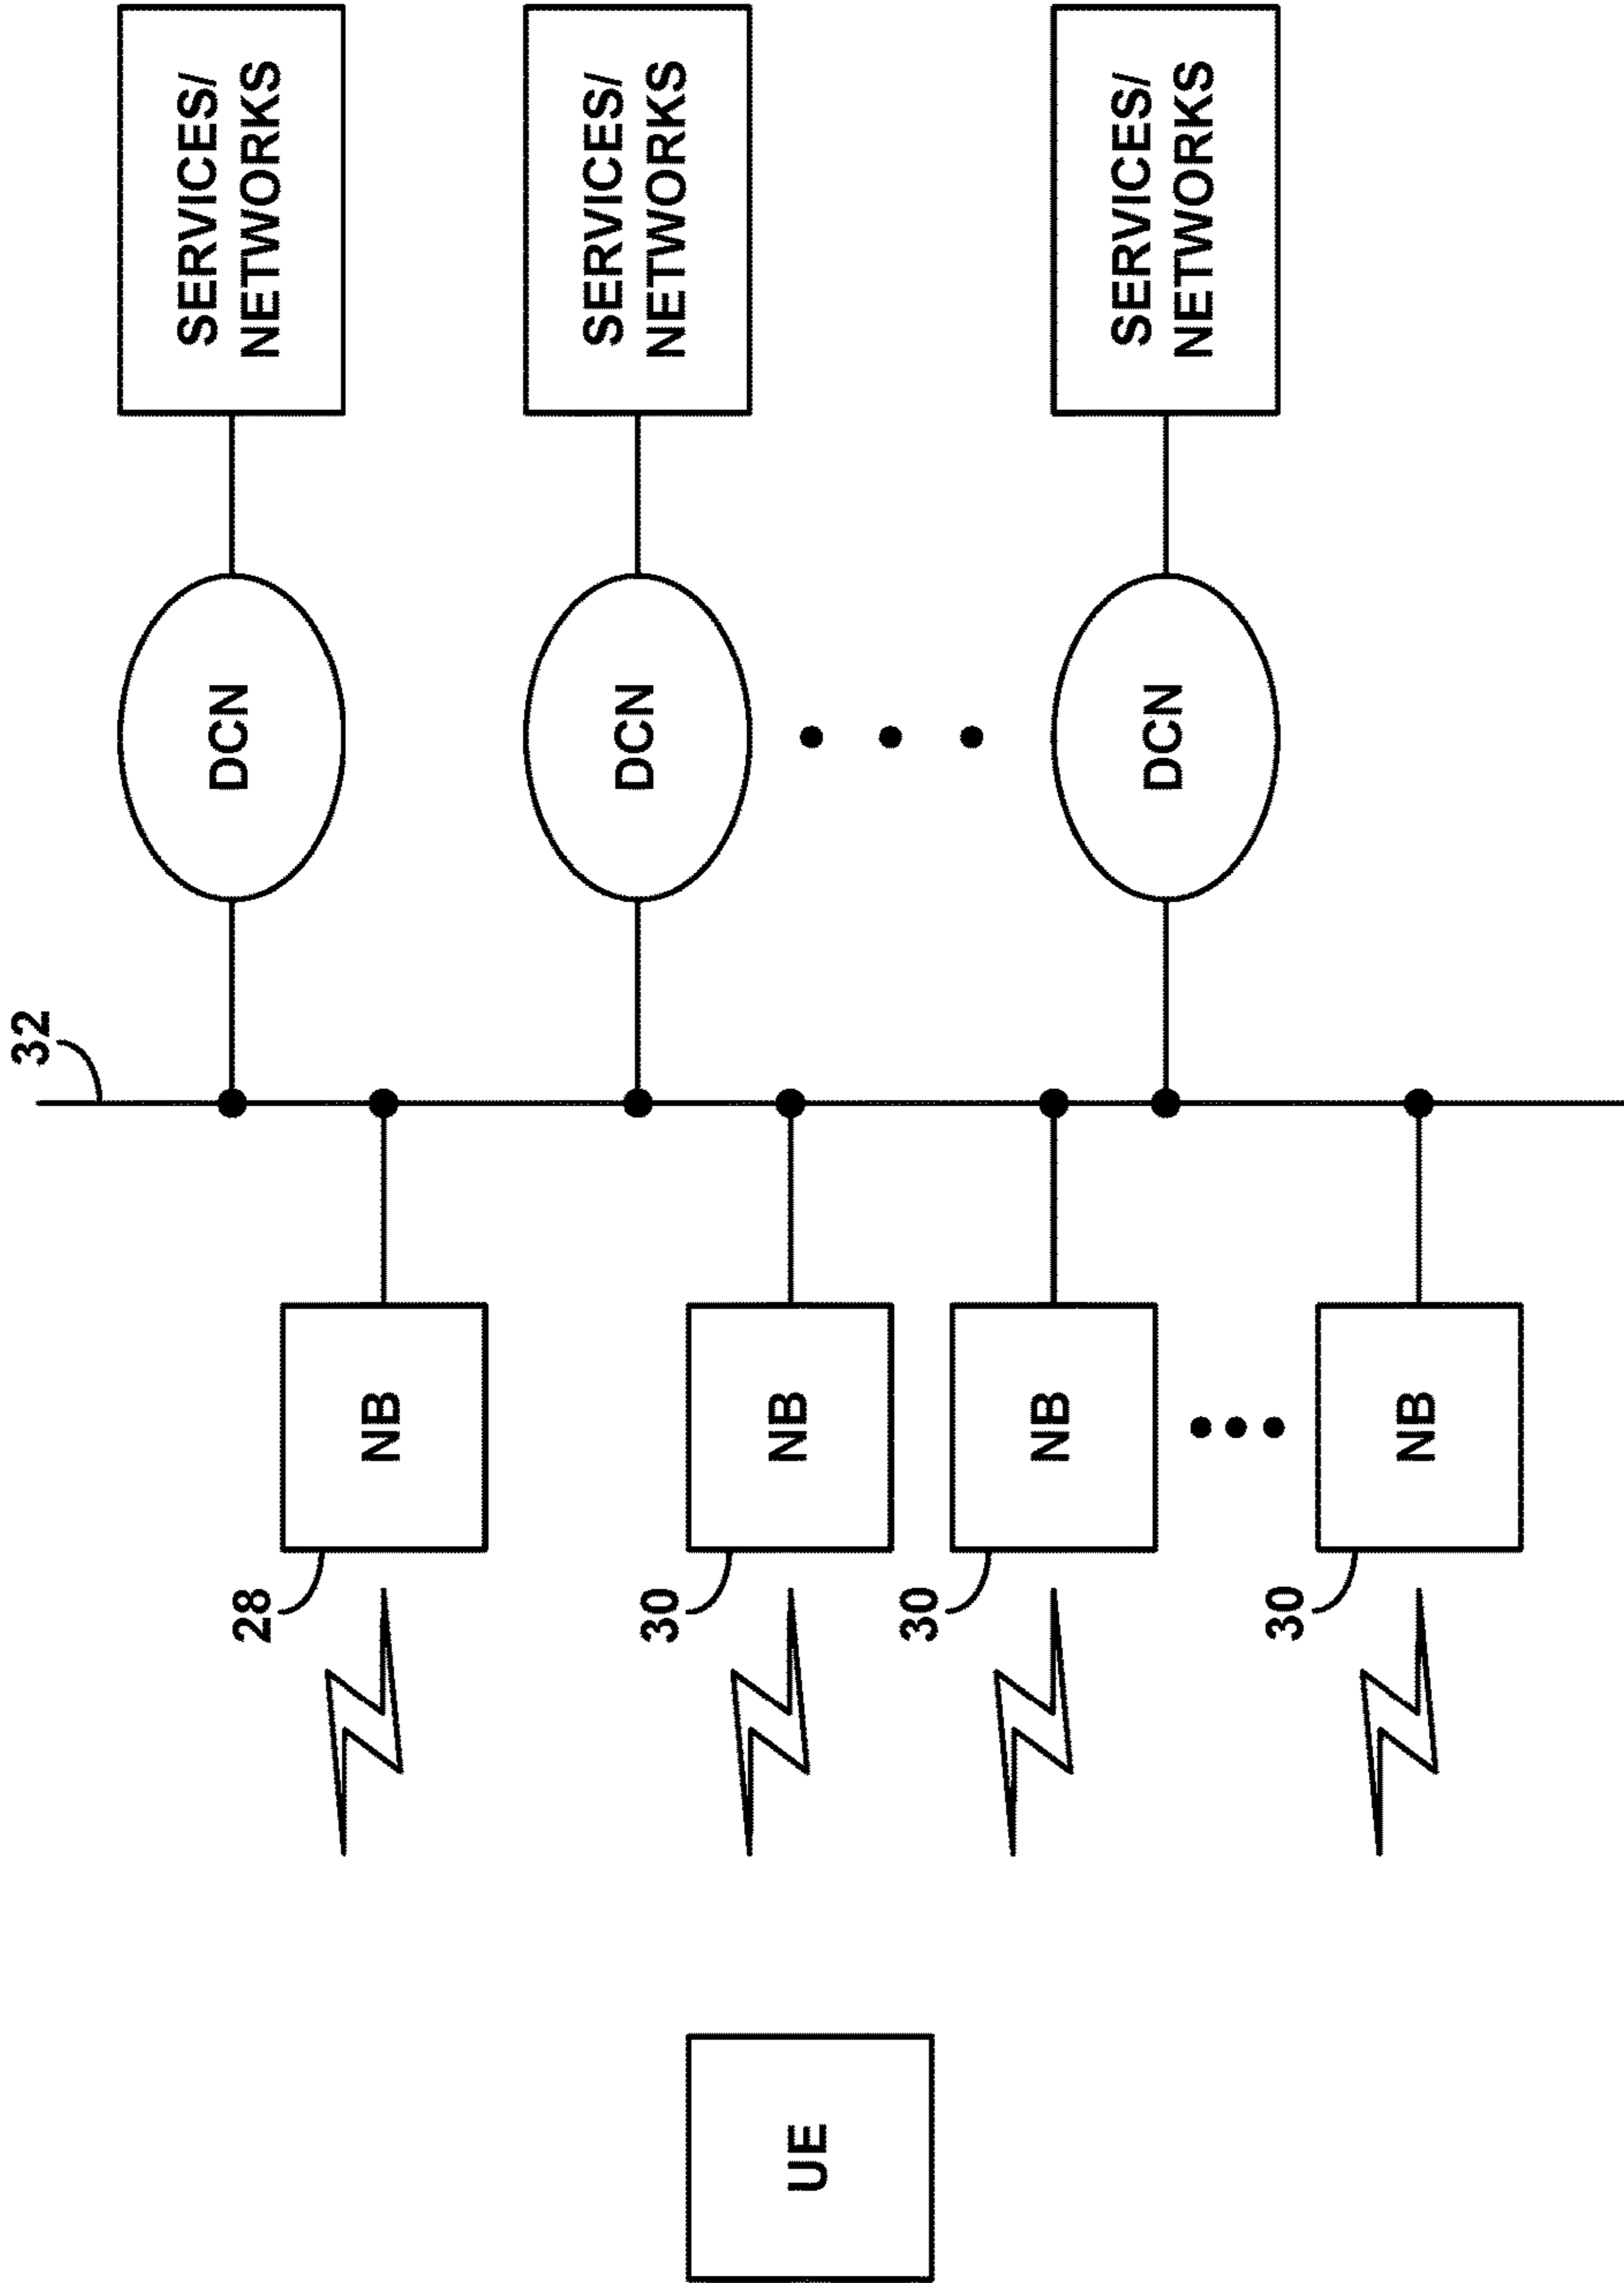 SERVICES/
NETWORKS
SERVICES/
NETWORKS
SERVICES/
NETWORKS
DCN
DCN
DCN
32
NB
NB
NB
NB
28
30
30
30
UE